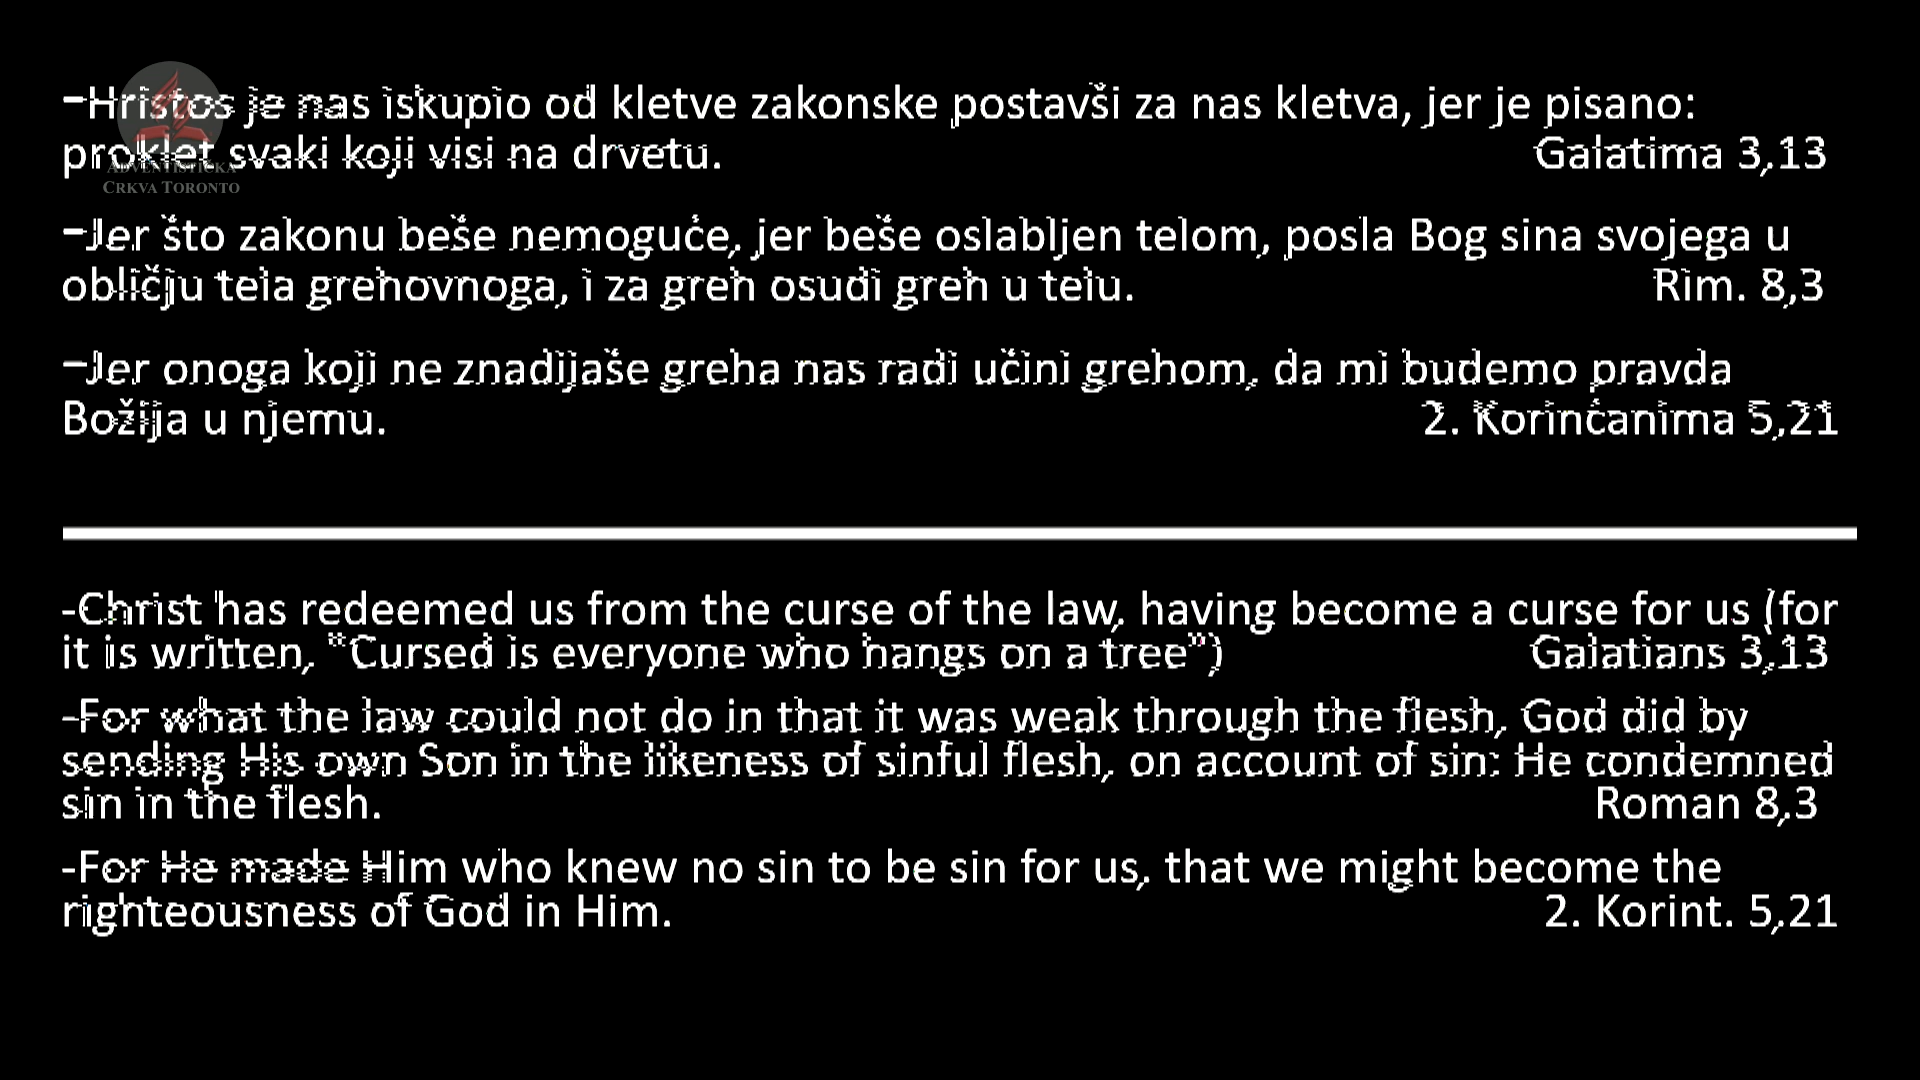 -Hristos je nas iskupio od kletve zakonske postavši za nas kletva, jer je pisano:
proklet svaki koji visi na drvetu. Galatima 3,13
ADVENTISTIČKA
CRKVA TORONTO
-Jer što zakonu beše nemoguće, jer beše oslabljen telom, posla Bog sina svojega u
obličju tela grehovnoga, i za greh osudi greh u telu. Rim. 8,3
-Jer onoga koji ne znadijaše greha nas radi učini grehom, da mi budemo pravda
Božija u njemu. 2. Korinćanima 5,21
-Christ has redeemed us from the curse of the law, having become a curse for us (for
it is written, "Cursed is everyone who hangs on a tree") Galatians 3,13
-For what the law could not do in that it was weak through the flesh, God did by
sending His own Son in the likeness of sinful flesh, on account of sin: He condemned
sin in the flesh. Roman 8,3
-For He made Him who knew no sin to be sin for us, that we might become the
righteousness of God in Him. 2. Korint. 5,21